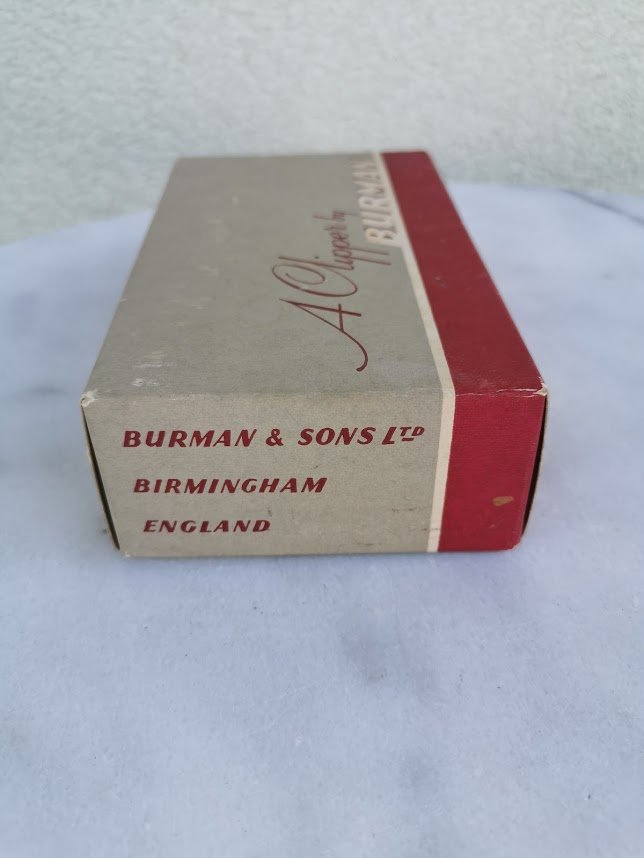 A Clipper by
BURMAN
BURMAN & SONS LTD
BIRMINGHAM
ENGLAND